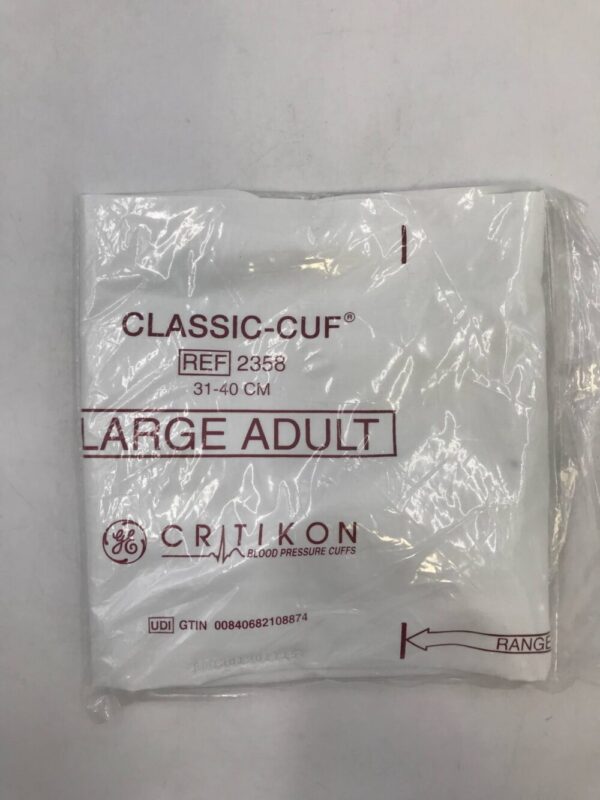 CLASSIC-CUF®
REF 2358
31-40 CM
LARGE ADULT
GE CRITIKON
BLOOD PRESSURE CUFFS
UDI GTIN 00840682108874
RANGE